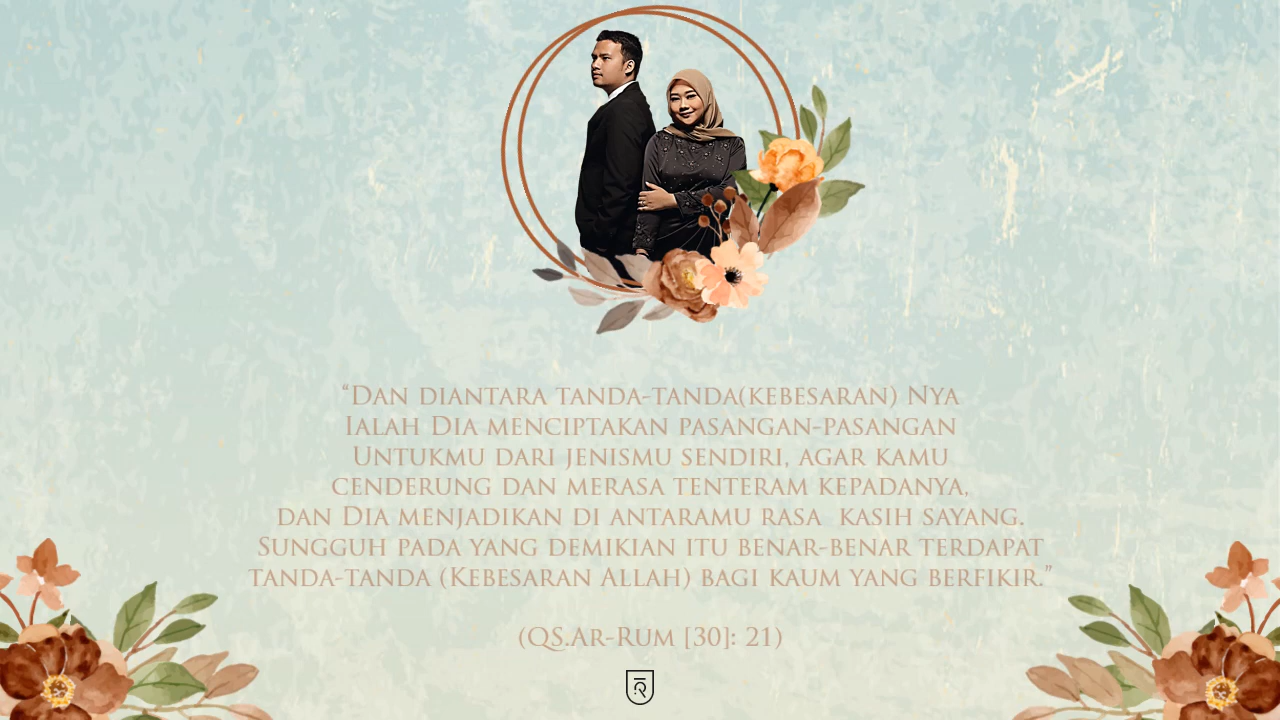 “Dan diantara tanda-tanda(kebesaran) Nya
Ialah Dia menciptakan pasangan-pasangan
Untukmu dari jenismu sendiri, agar kamu
cenderung dan merasa tenteram kepadanya,
dan Dia menjadikan di antaramu rasa  kasih sayang.
Sungguh pada yang demikian itu benar-benar terdapat
tanda-tanda (Kebesaran Allah) bagi kaum yang berfikir.”
(QS.Ar-Rum [30]: 21)